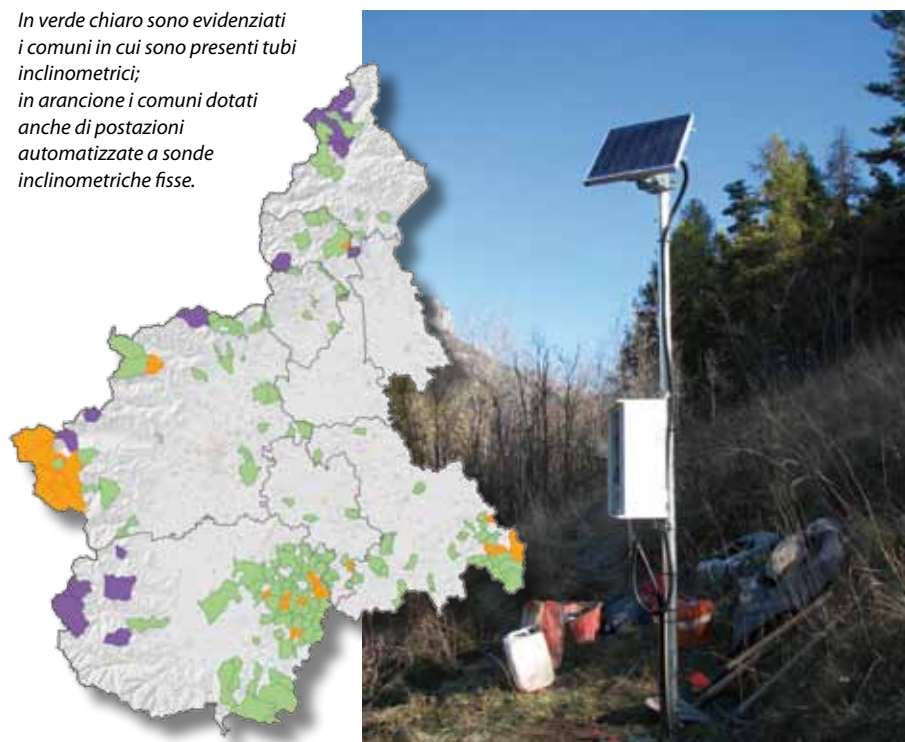 In verde chiaro sono evidenziati
i comuni in cui sono presenti tubi
inclinometrici;
in arancione i comuni dotati
anche di postazioni
automatizzate a sonde
inclinometriche fisse.